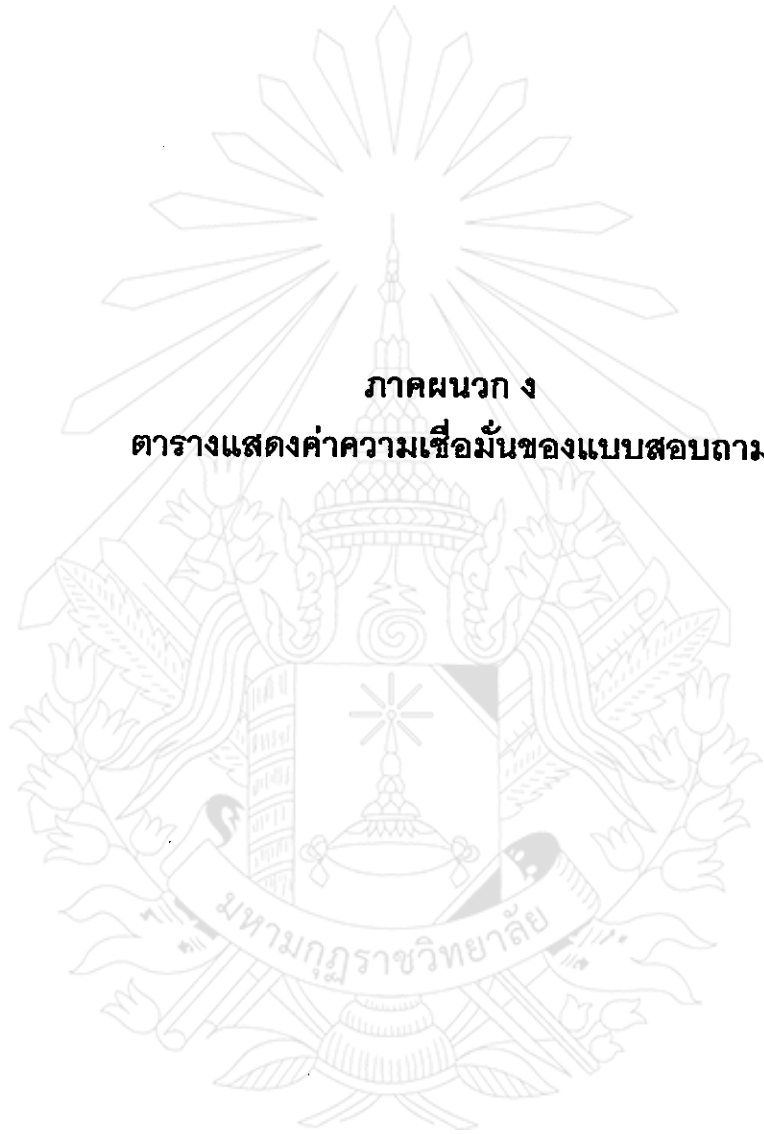 ภาคผนวก ง
ตารางแสดงค่าความเชื่อมั่นของแบบสอบถาม
มหามกุฏราชวิทยาลัย